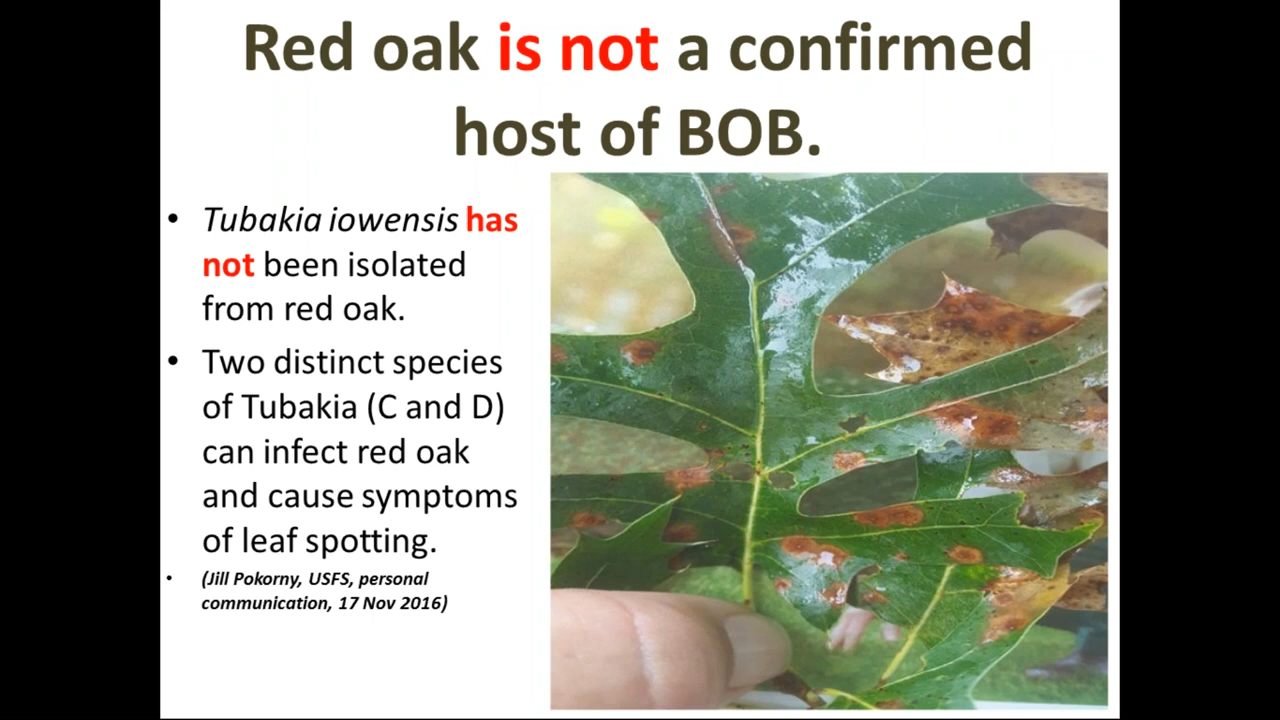 Red oak is not a confirmed
host of BOB.
• Tubakia iowensis has
not been isolated
from red oak.
• Two distinct species
of Tubakia (C and D)
can infect red oak
and cause symptoms
of leaf spotting.
• (Jill Pokorny, USFS, personal
communication, 17 Nov 2016)